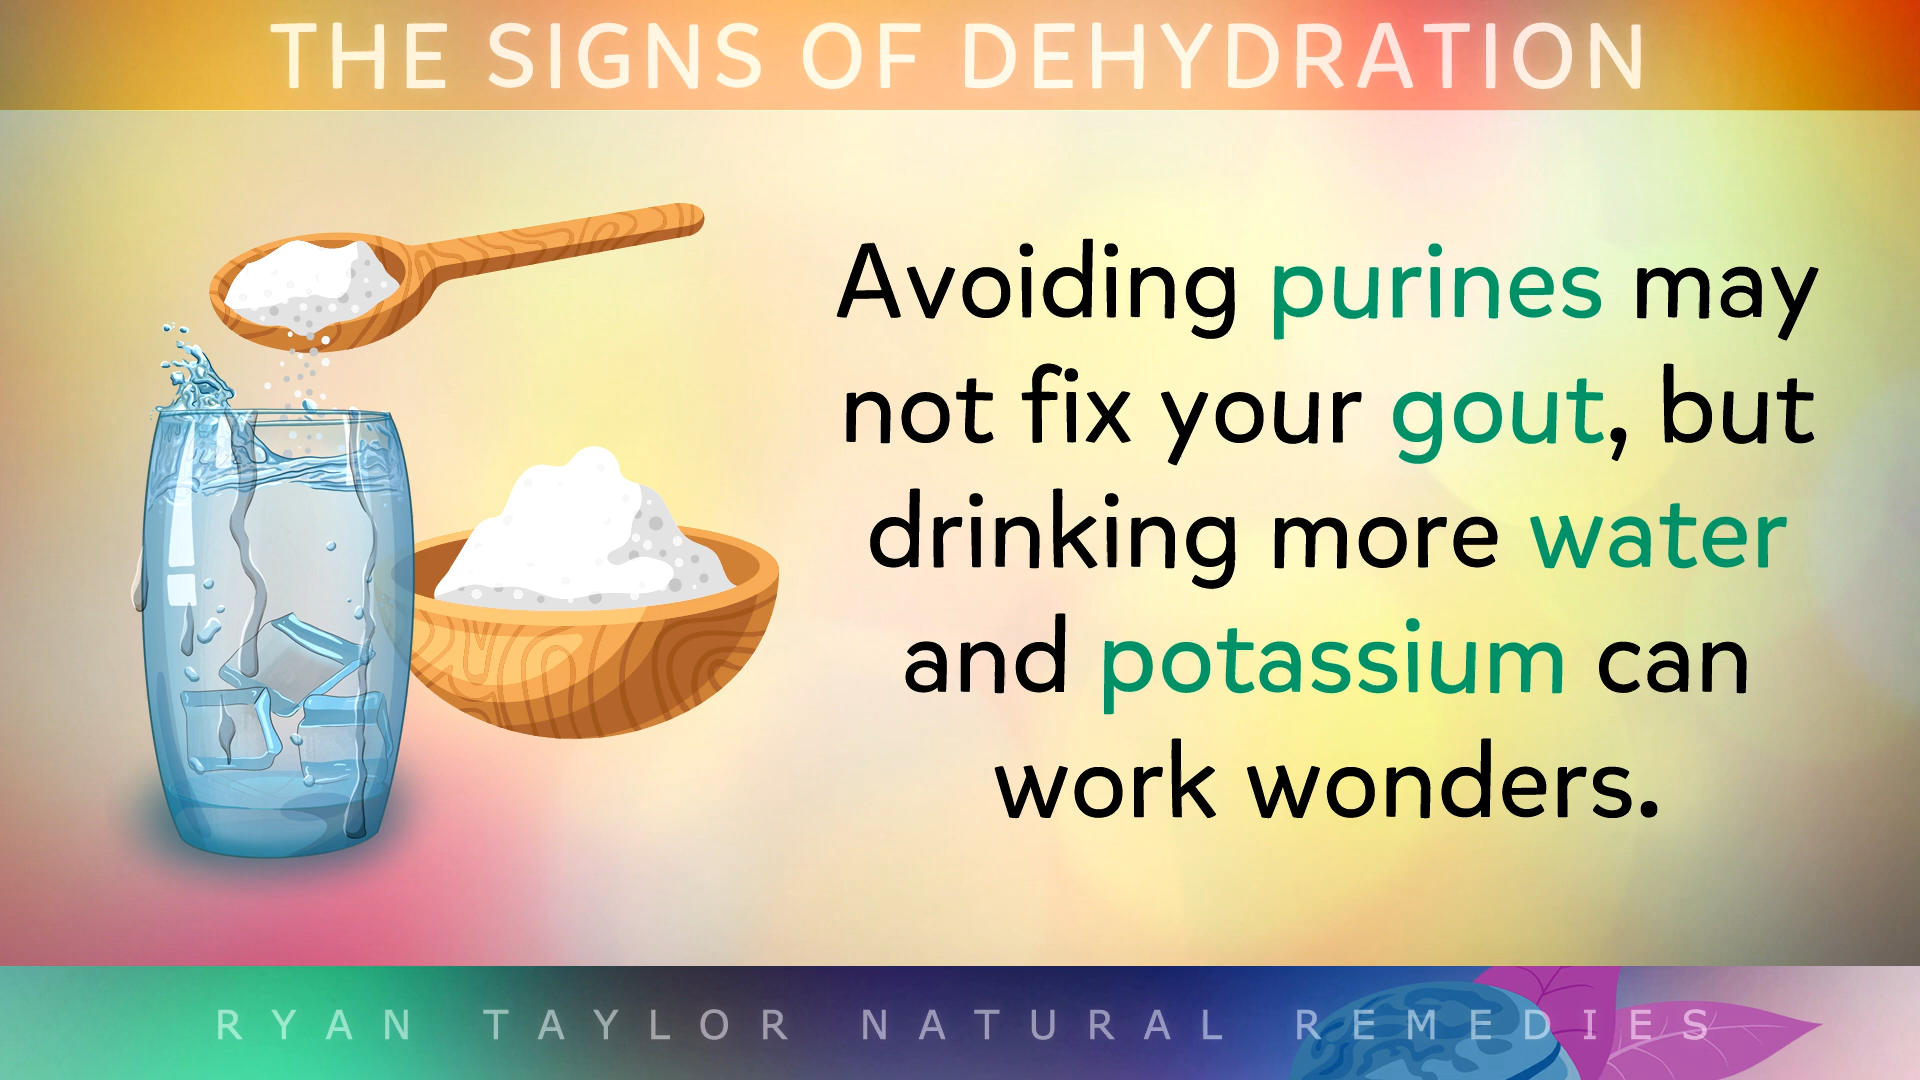 THE SIGNS OF DEHYDRATION
Avoiding purines may
not fix your gout, but
drinking more water
and potassium can
work wonders.
RYAN TAYLOR NATURAL REMEDIES